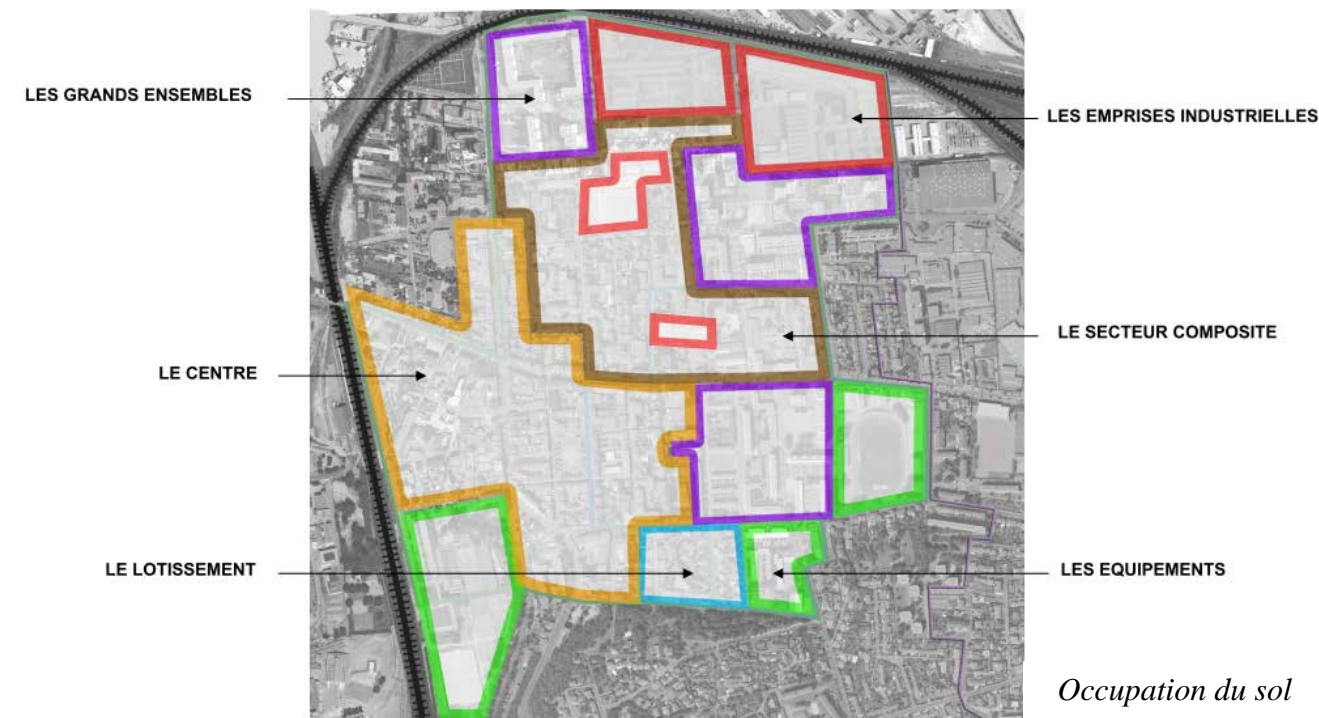 LES GRANDS ENSEMBLES
LES EMPRISES INDUSTRIELLES
LE SECTEUR COMPOSITE
LE CENTRE
LE LOTISSEMENT
LES EQUIPEMENTS
Occupation du sol